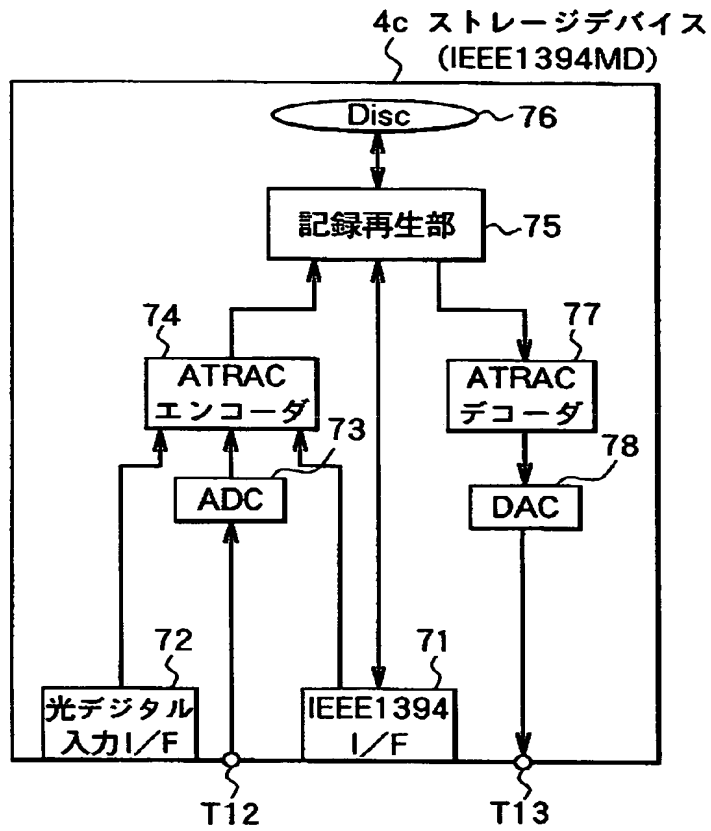 4c ストレージデバイス
(IEEE1394MD)
Disc
76
記録再生部
75
74
77
ATRAC
エンコーダ
ATRAC
デコーダ
73
78
ADC
DAC
72
71
光デジタル
入力I/F
IEEE1394
I/F
T12
T13